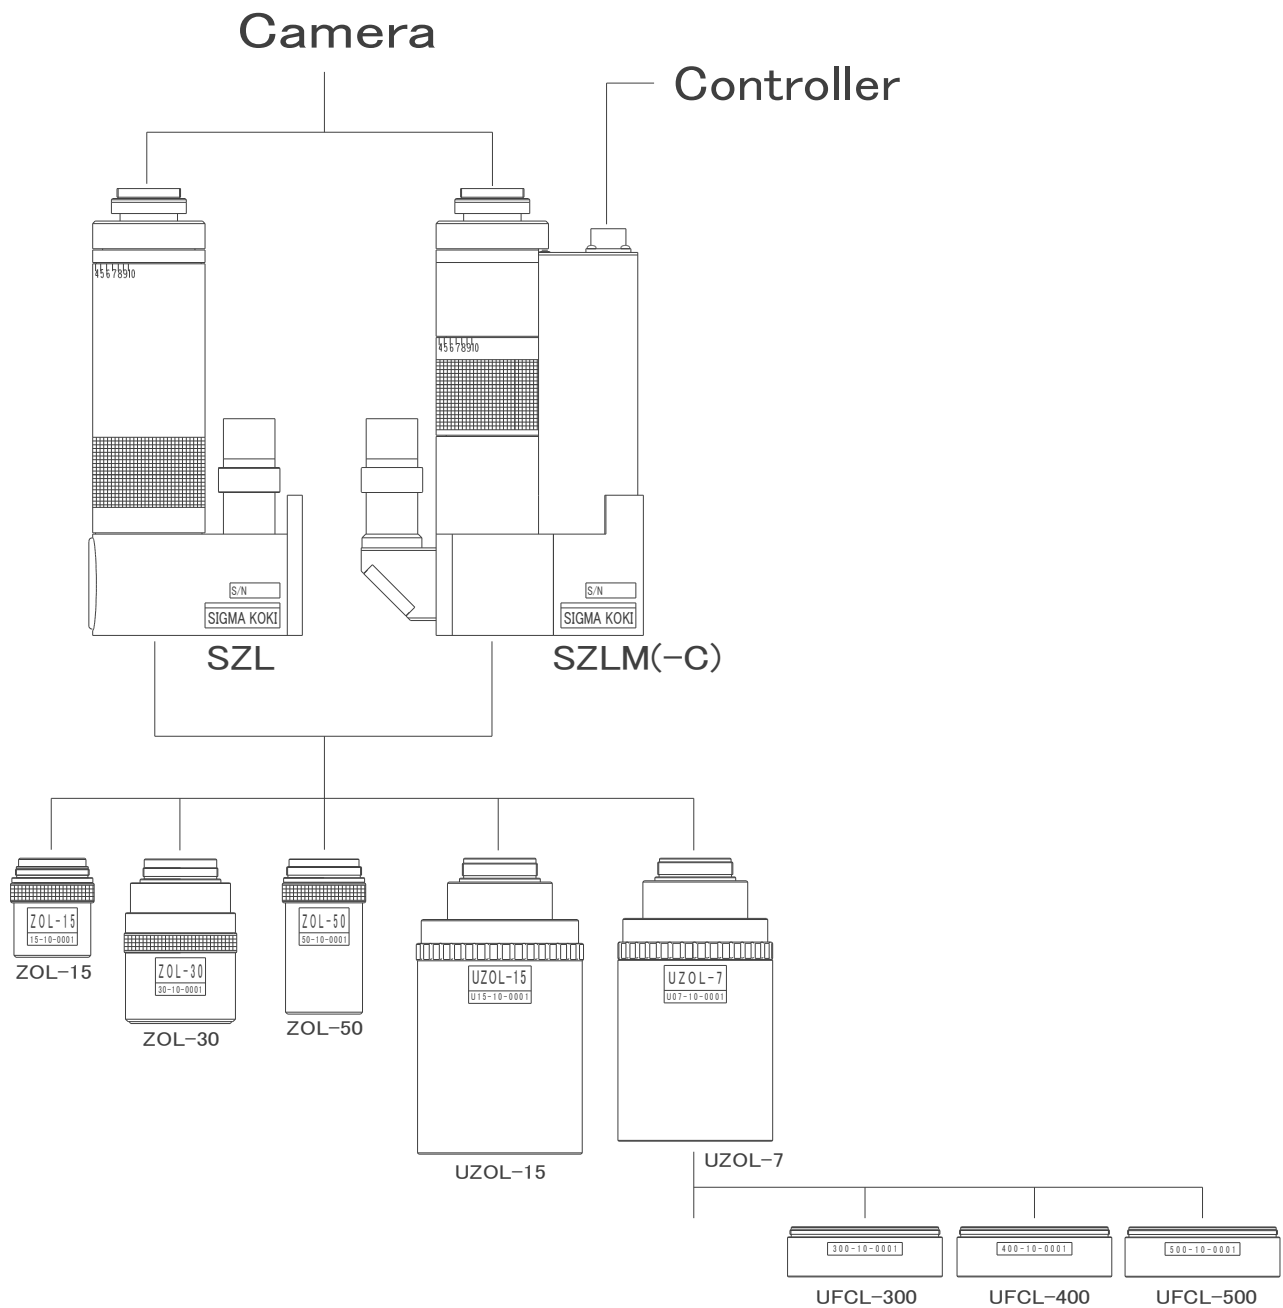 Camera
Controller
45678910
45678910
S/N
SIGMA KOKI
S/N
SIGMA KOKI
SZL
SZLM(-C)
ZOL-15
15-10-0001
ZOL-15
ZOL-30
30-10-0001
ZOL-30
ZOL-50
50-10-0001
ZOL-50
UZOL-15
U15-10-0001
UZOL-15
UZOL-7
U07-10-0001
UZOL-7
300-10-0001
400-10-0001
500-10-0001
UFCL-300
UFCL-400
UFCL-500